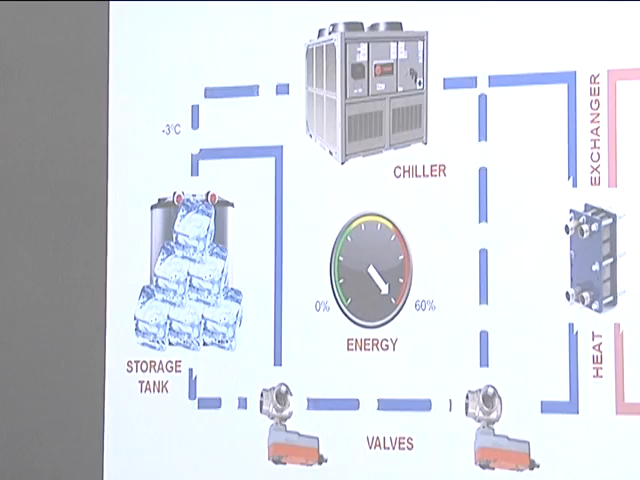 -3°C
CHILLER
EXCHANGER
HEAT
0%
60%
ENERGY
STORAGE
TANK
VALVES